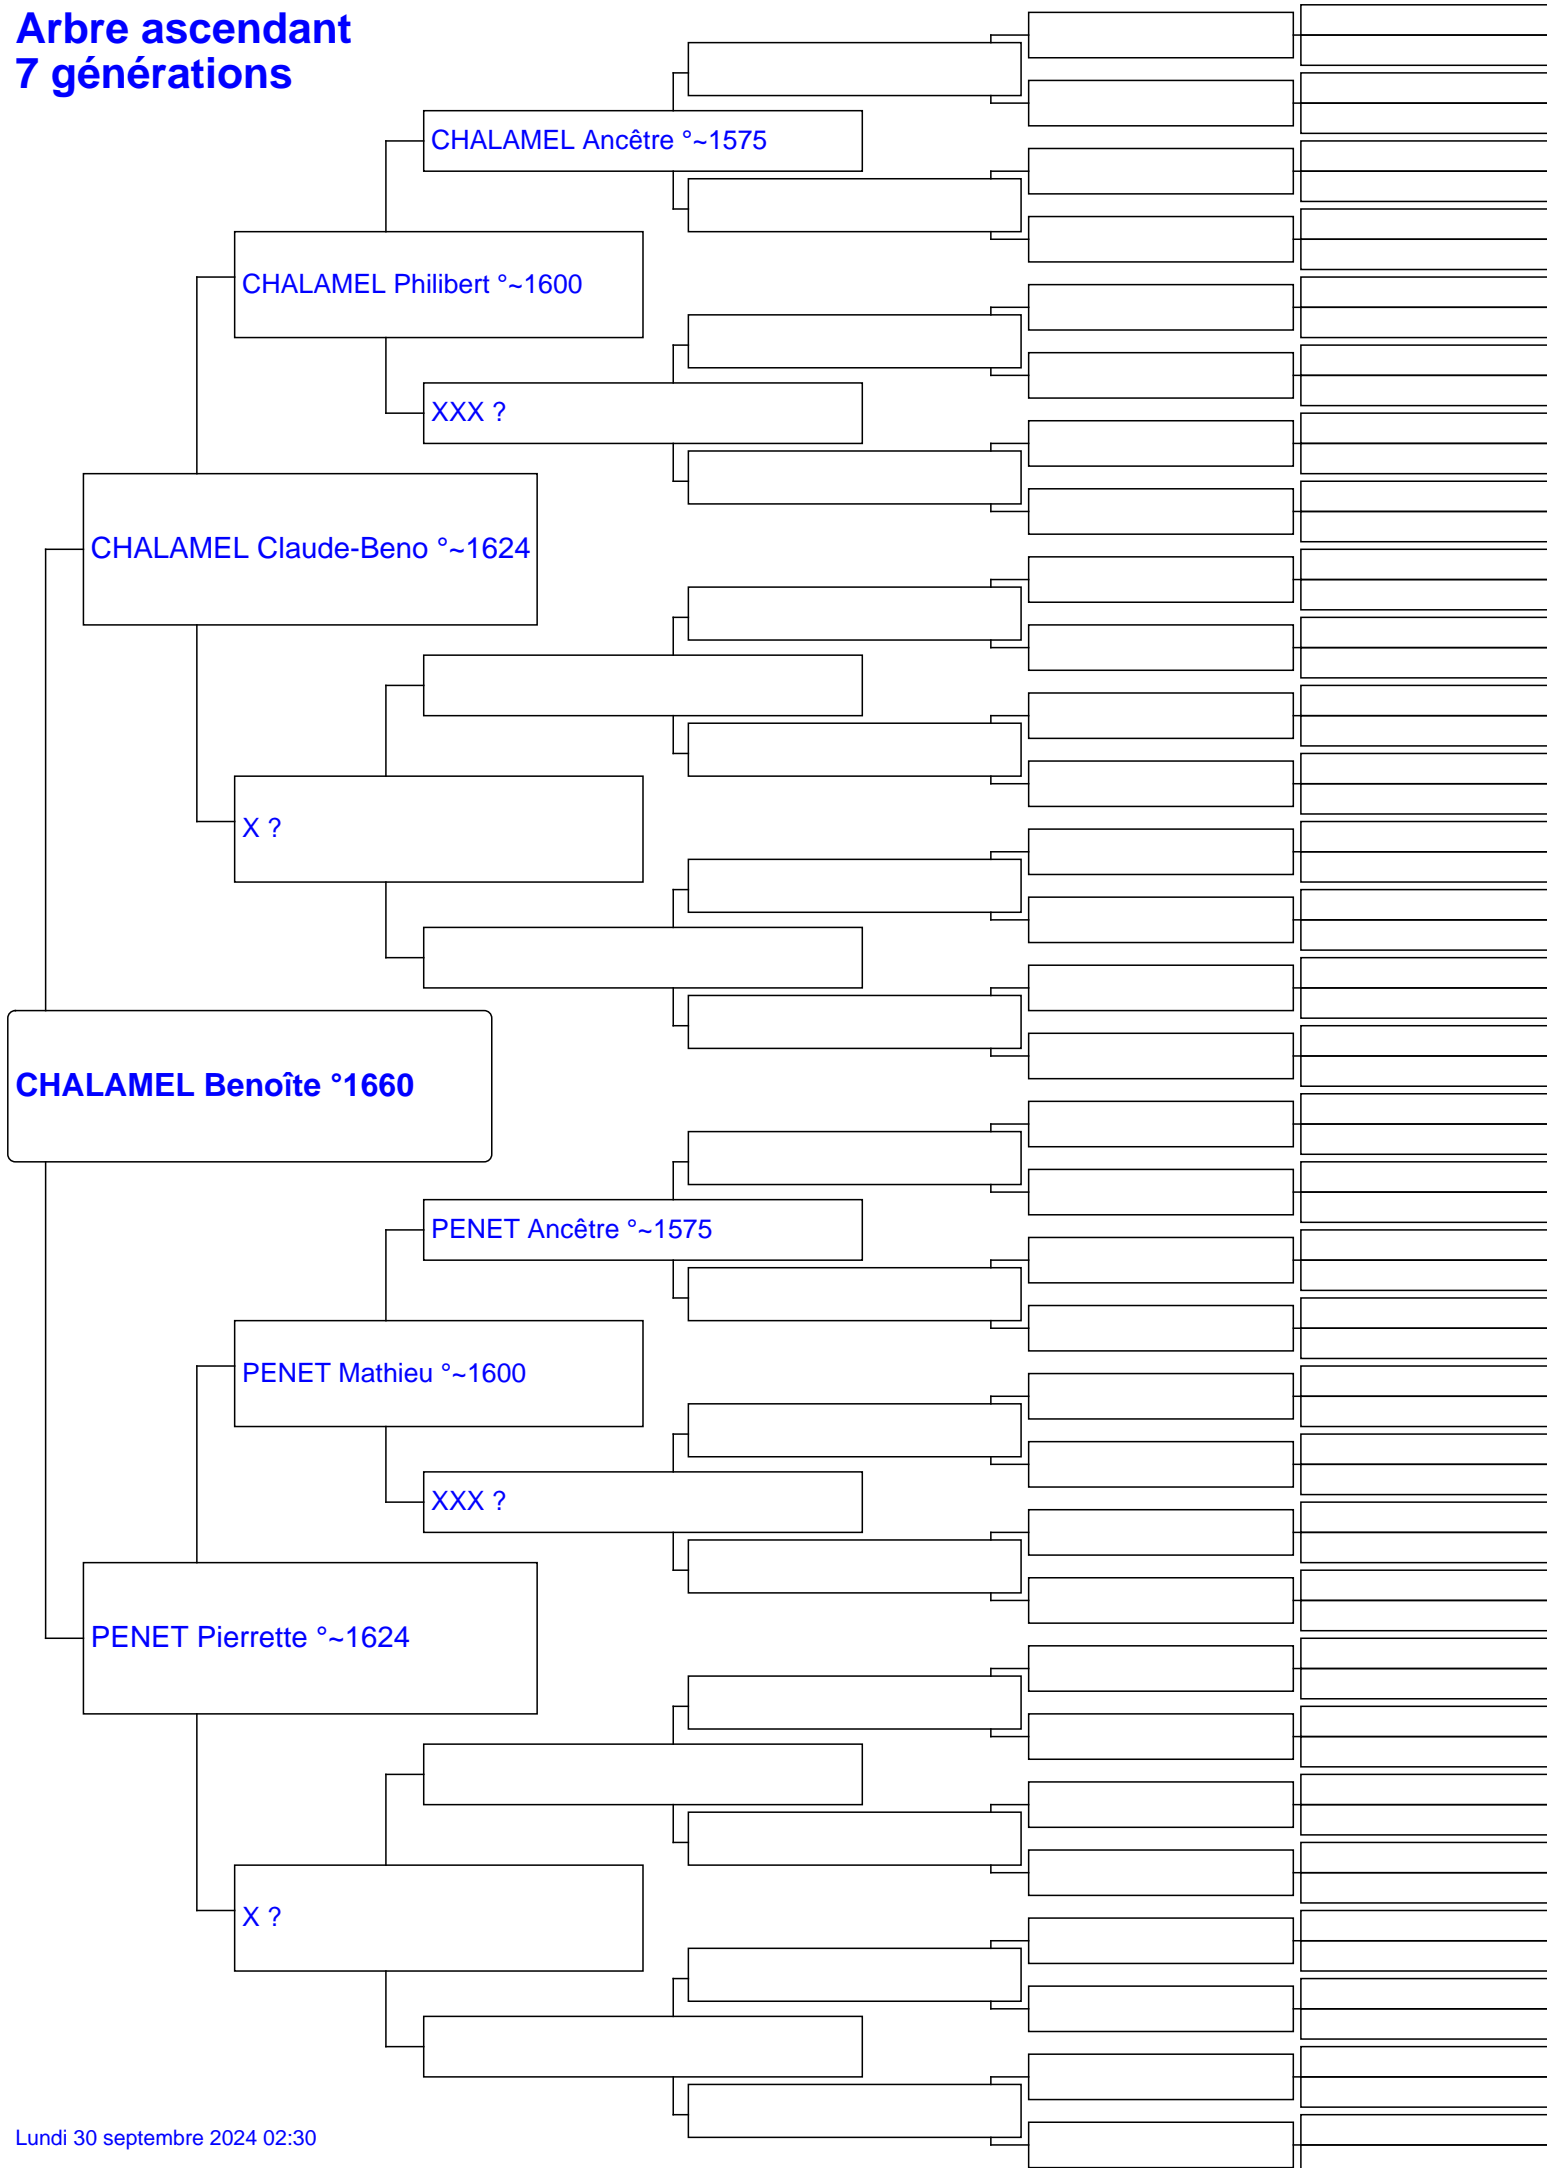 Arbre ascendant
7 générations
CHALAMEL Ancêtre °~1575
CHALAMEL Philibert °~1600
XXX ?
CHALAMEL Claude-Beno °~1624
X ?
CHALAMEL Benoîte °1660
PENET Ancêtre °~1575
PENET Mathieu °~1600
XXX ?
PENET Pierrette °~1624
X ?
Lundi 30 septembre 2024 02:30